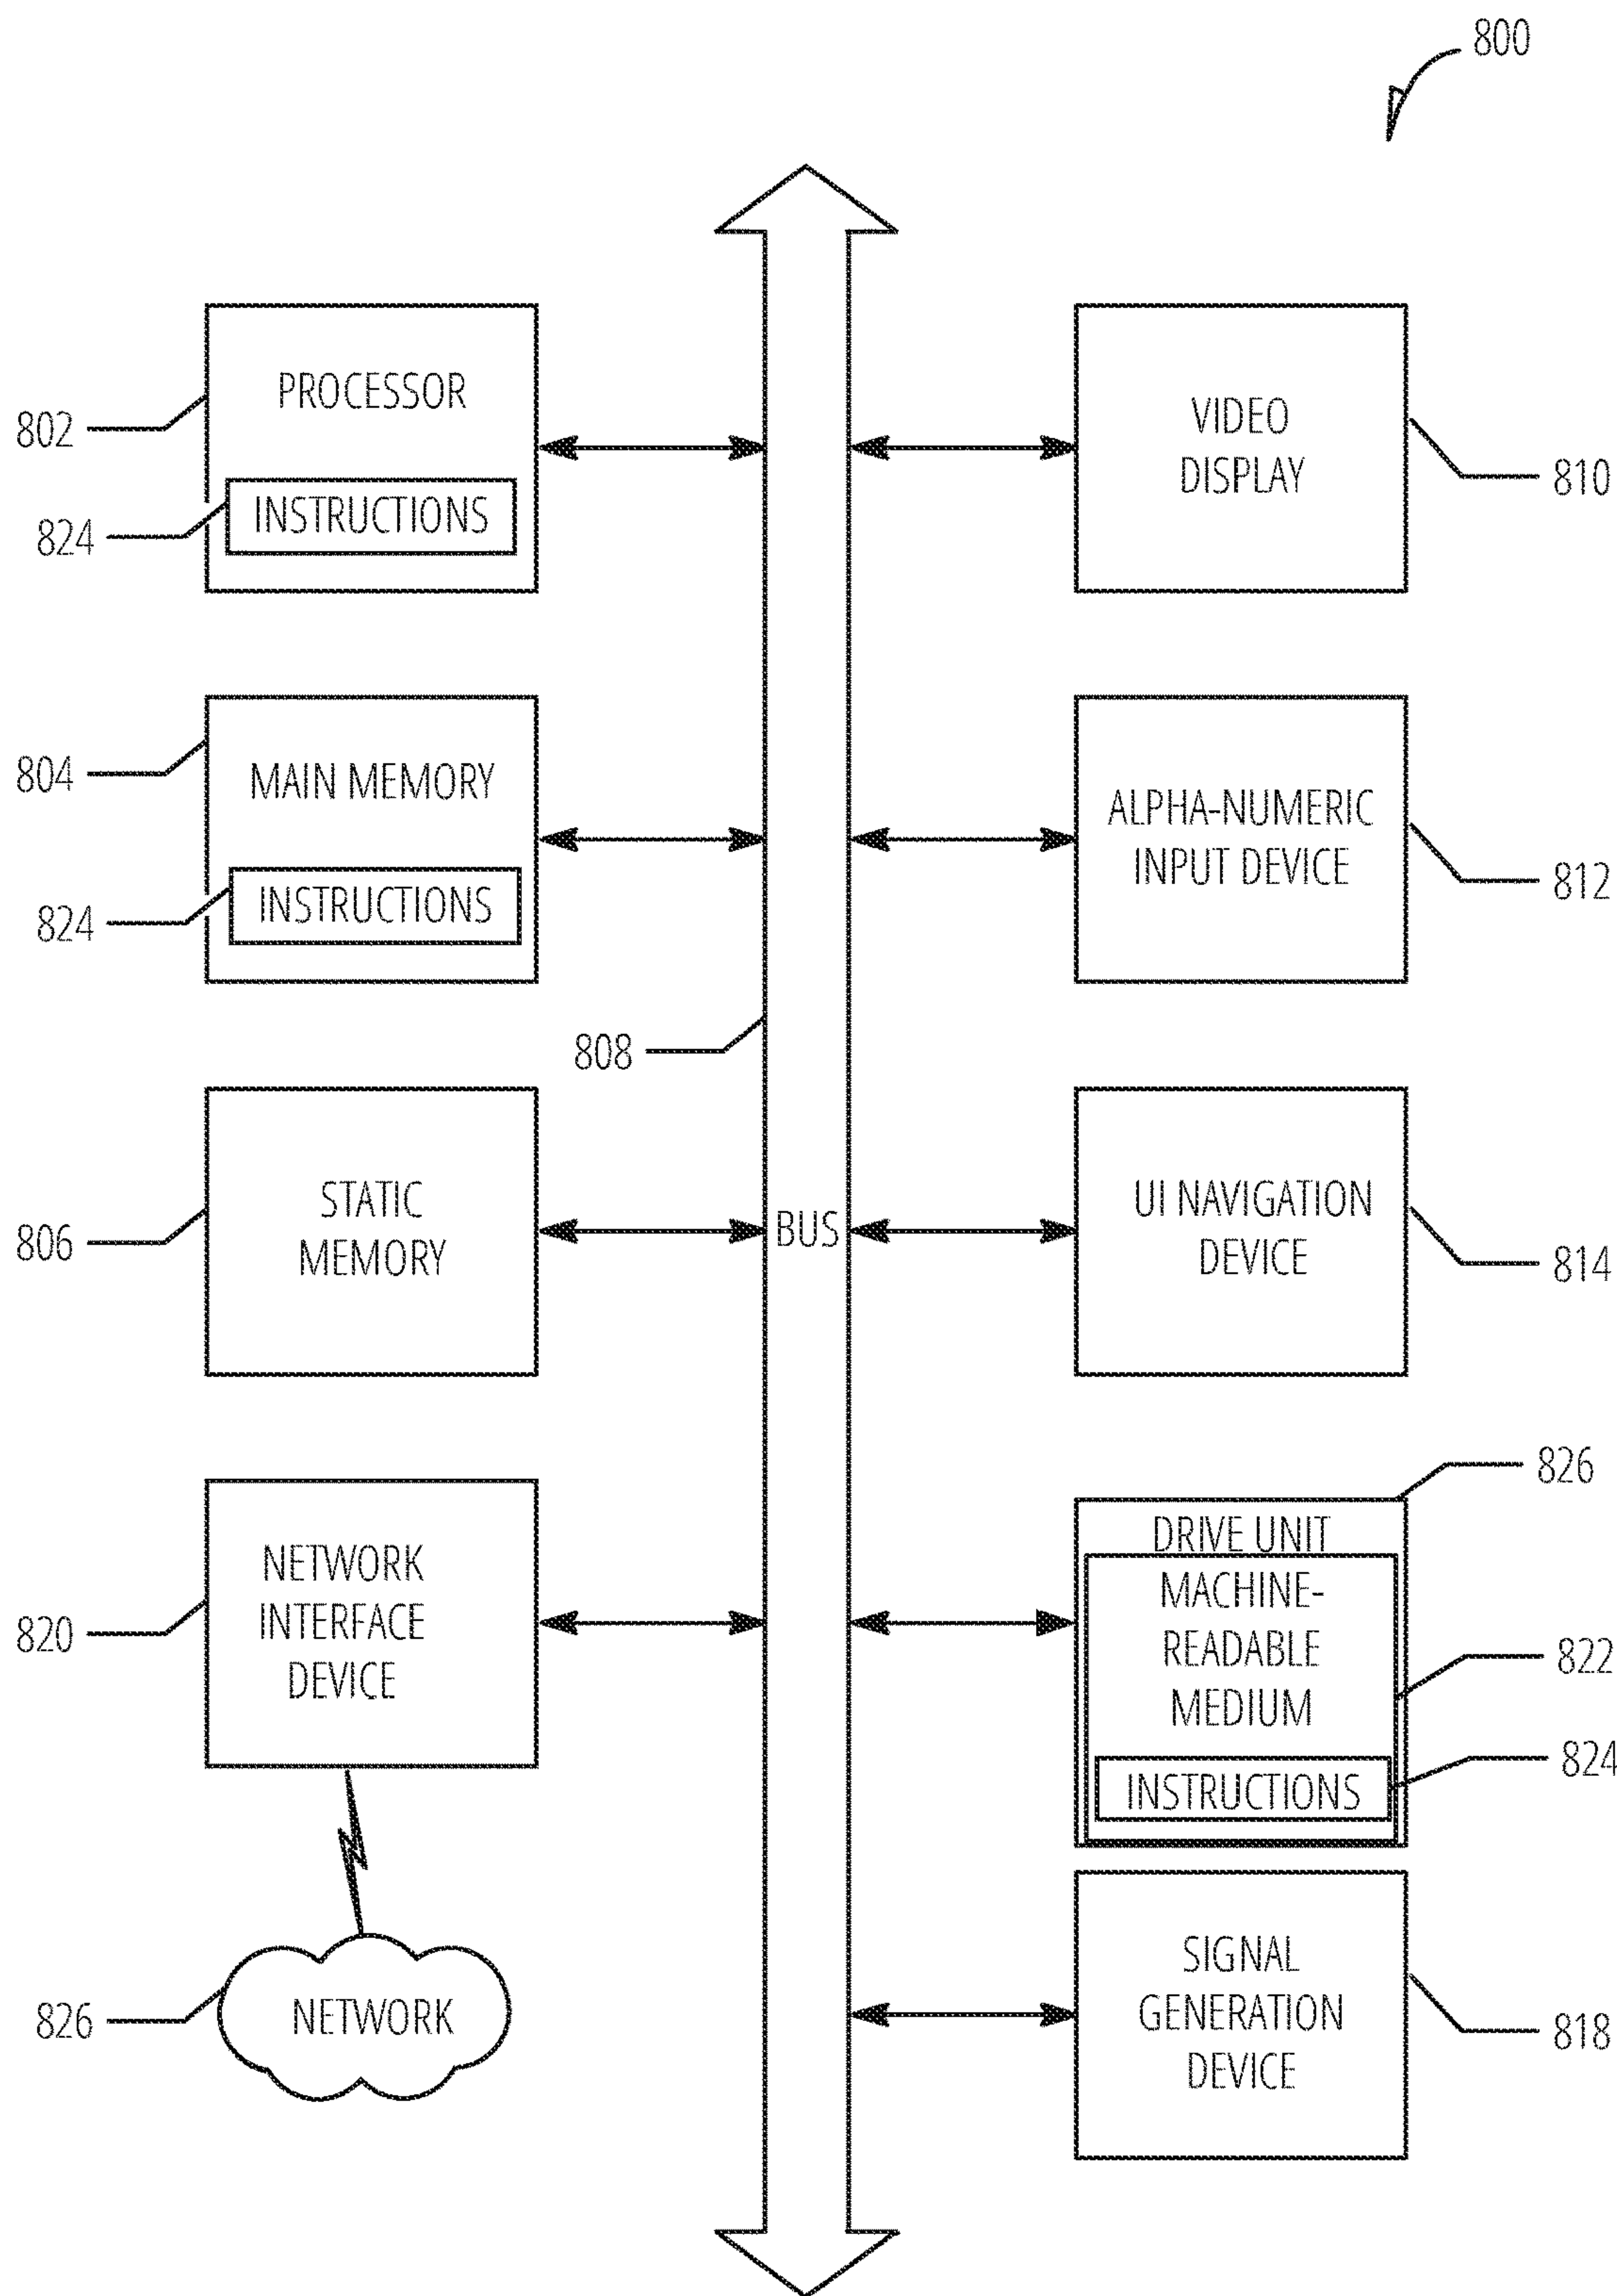 800
PROCESSOR
802
INSTRUCTIONS
824
VIDEO
DISPLAY
810
MAIN MEMORY
804
INSTRUCTIONS
824
ALPHA-NUMERIC
INPUT DEVICE
812
808
STATIC
MEMORY
806
BUS
UI NAVIGATION
DEVICE
814
NETWORK
INTERFACE
DEVICE
820
826
DRIVE UNIT
MACHINE-
READABLE
MEDIUM
822
INSTRUCTIONS
824
NETWORK
826
SIGNAL
GENERATION
DEVICE
818